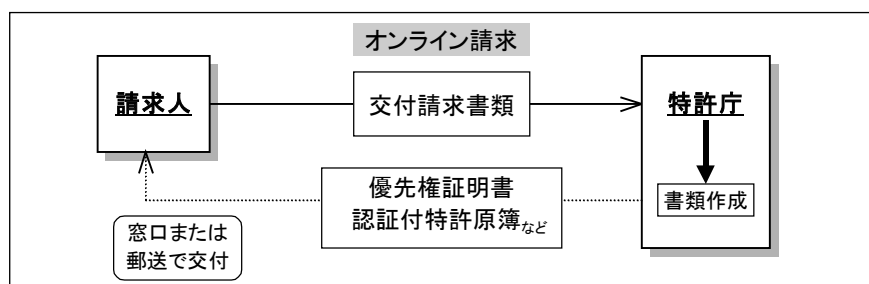 オンライン請求
請求人
交付請求書類
特許庁
書類作成
優先権証明書
認証付特許原簿など
窓口または
郵送で交付